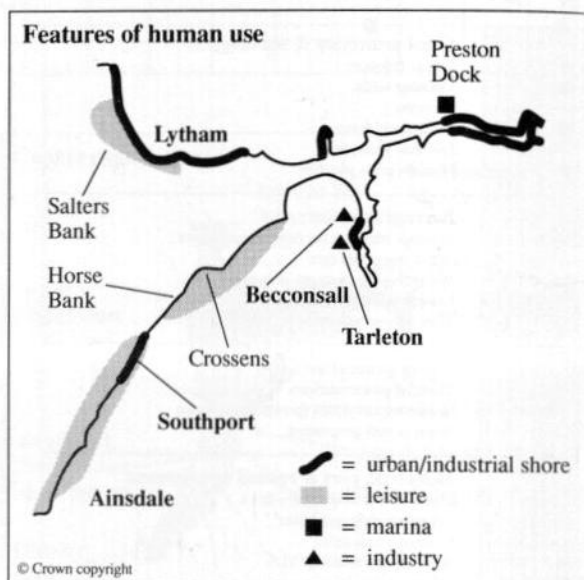 Features of human use
Preston
Dock
Lytham
Salters
Bank
Horse
Bank
Becconsall
Crossens
Tarleton
Southport
Ainsdale
= urban/industrial shore
= leisure
= marina
= industry
© Crown copyright